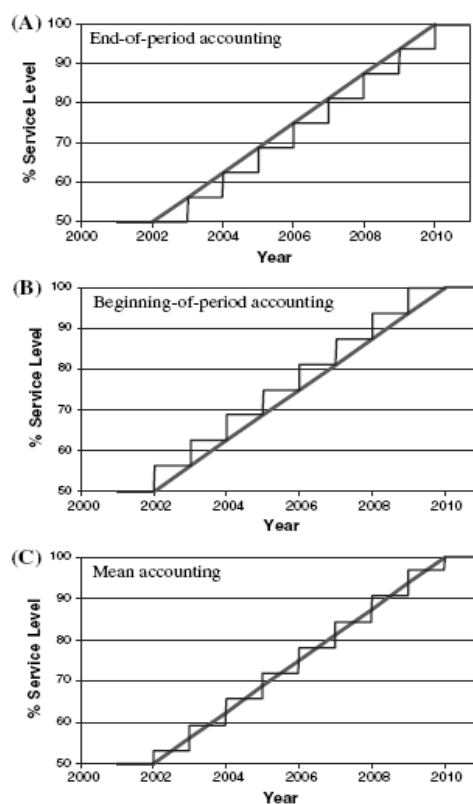 (A)
End-of-period accounting
100
90
80
70
60
50
% Service Level
2000 2002 2004 2006 2008 2010
Year
(B)
Beginning-of-period accounting
100
90
80
70
60
50
% Service Level
2000 2002 2004 2006 2008 2010
Year
(C)
Mean accounting
100
90
80
70
60
50
% Service Level
2000 2002 2004 2006 2008 2010
Year